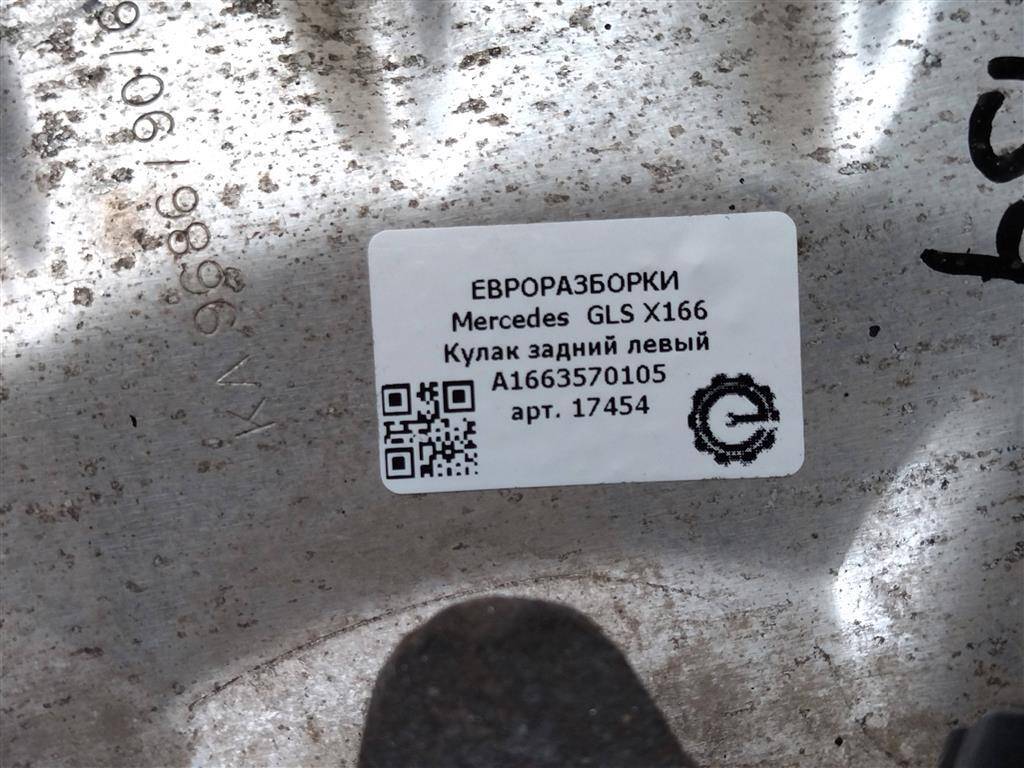 ЕВРОРАЗБОРКИ
Mercedes GLS X166
Кулак задний левый
A1663570105
арт. 17454